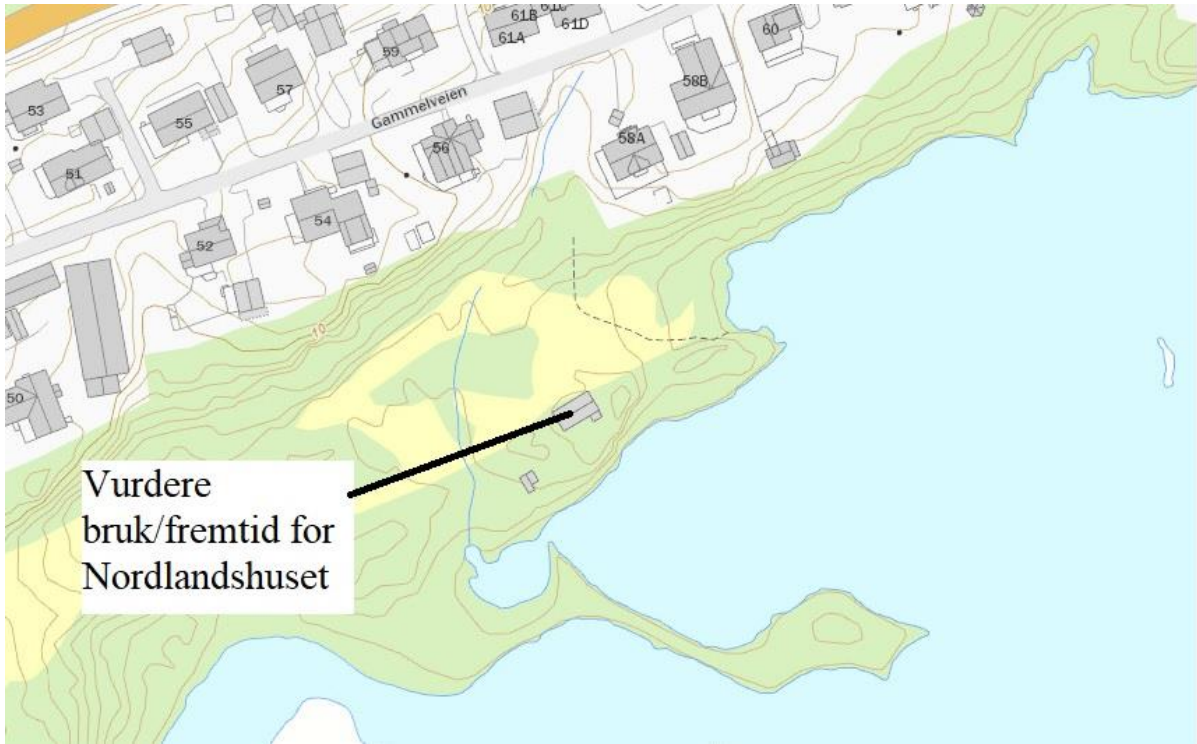 61B
61D
61A
59
60
57
58B
53
55
Gammelveien
56
58A
51
54
52
10
50
Vurdere
bruk/fremtid for
Nordlandshuset